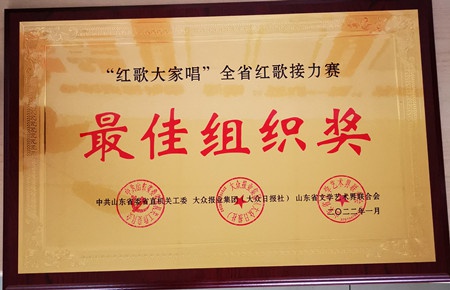 “红歌大家唱”全省红歌接力赛
最佳组织奖
中共山东省委省直机关工委 大众报业集团（大众日报社） 山东省文学艺术界联合会
二〇二二年一月